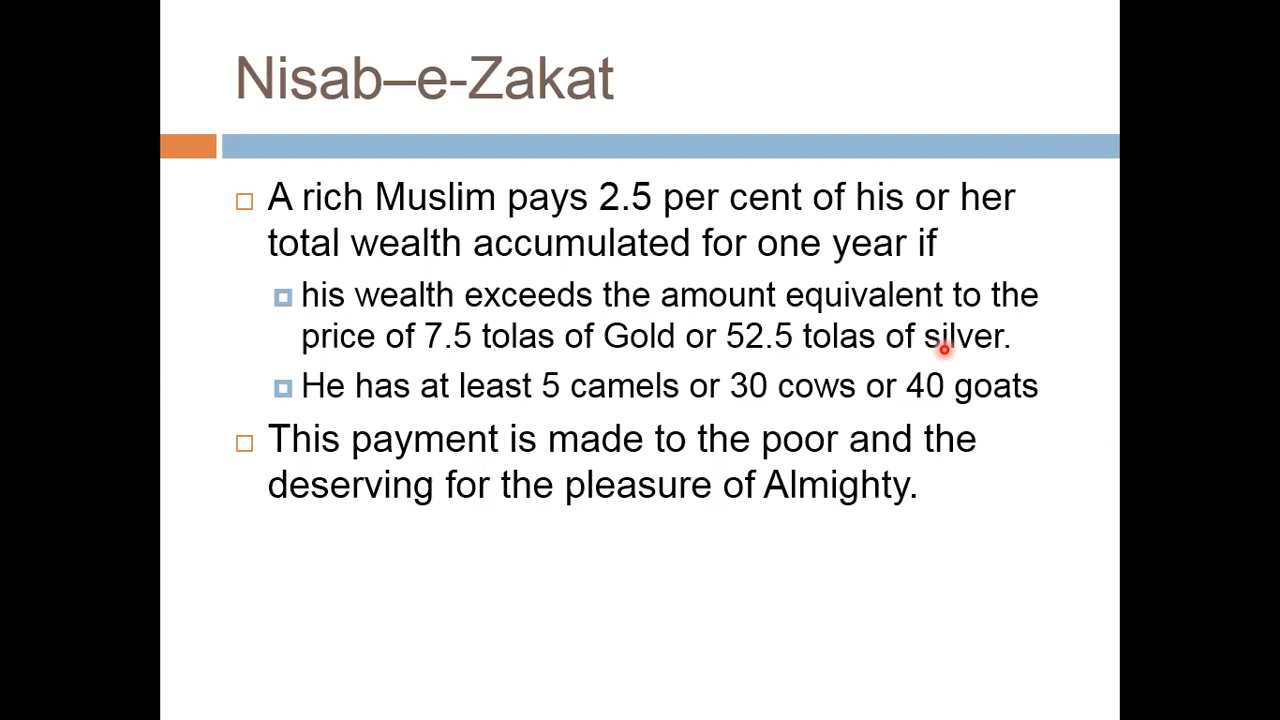 Nisab–e-Zakat
A rich Muslim pays 2.5 per cent of his or her
total wealth accumulated for one year if
his wealth exceeds the amount equivalent to the
price of 7.5 tolas of Gold or 52.5 tolas of silver.
He has at least 5 camels or 30 cows or 40 goats
This payment is made to the poor and the
deserving for the pleasure of Almighty.